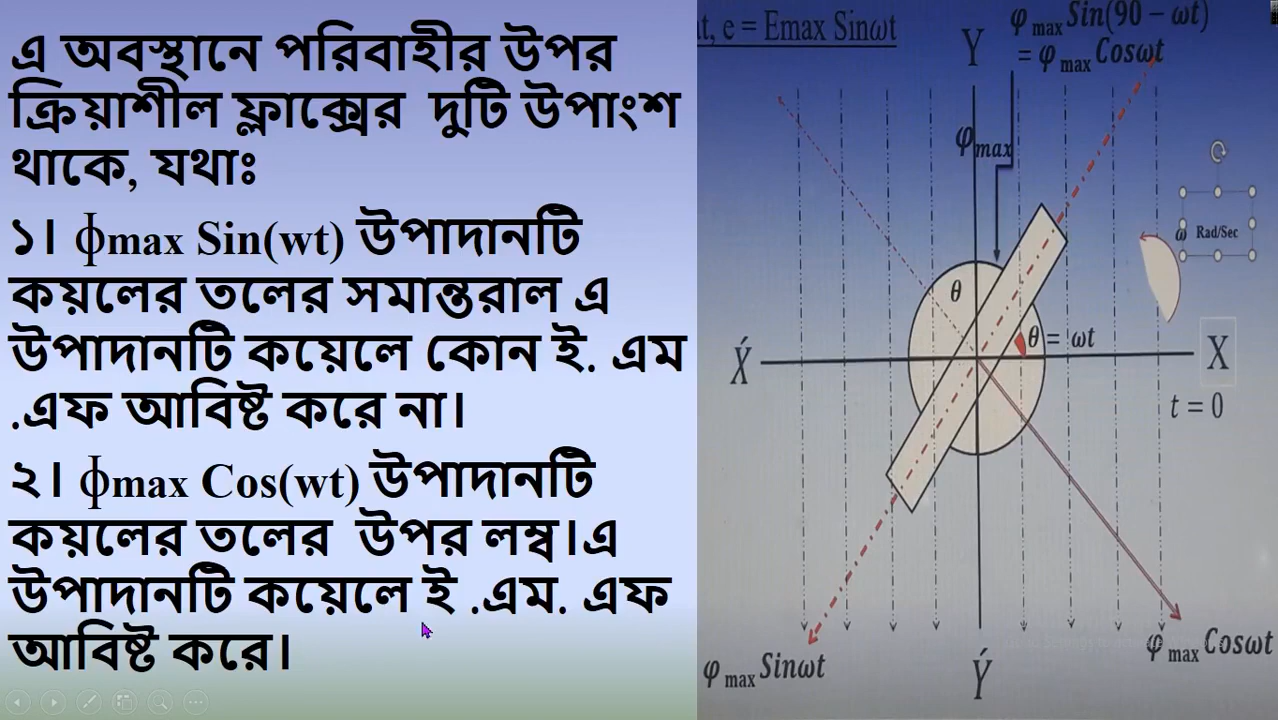 এ অবস্থানে পরিবাহীর উপর
ক্রিয়াশীল ফ্লাক্সের দুটি উপাংশ
থাকে, যথাঃ
১। ϕmax Sin(wt) উপাদানটি
কয়লের তলের সমান্তরাল এ
উপাদানটি কয়েলে কোন ই. এম
.এফ আবিষ্ট করে না।
২। ϕmax Cos(wt) উপাদানটি
কয়লের তলের উপর লম্ব।এ
উপাদানটি কয়েলে ই .এম. এফ
আবিষ্ট করে।
t, e = Emax Sinωt
φmax Sin(90 − ωt)
= φmax Cosωt
Y
φmax
ω Rad/Sec
θ
θ = ωt
X́
X
t = 0
φmax Sinωt
Ý
φmax Cosωt